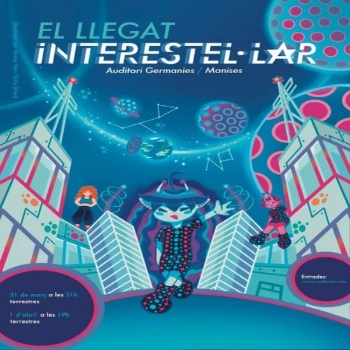 EL LLEGAT
INTERESTEL·LAR
Auditori Germanies / Manises
31 de març a les 21h
terrestres
1 d'abril a les 19h
terrestres
Entrades: